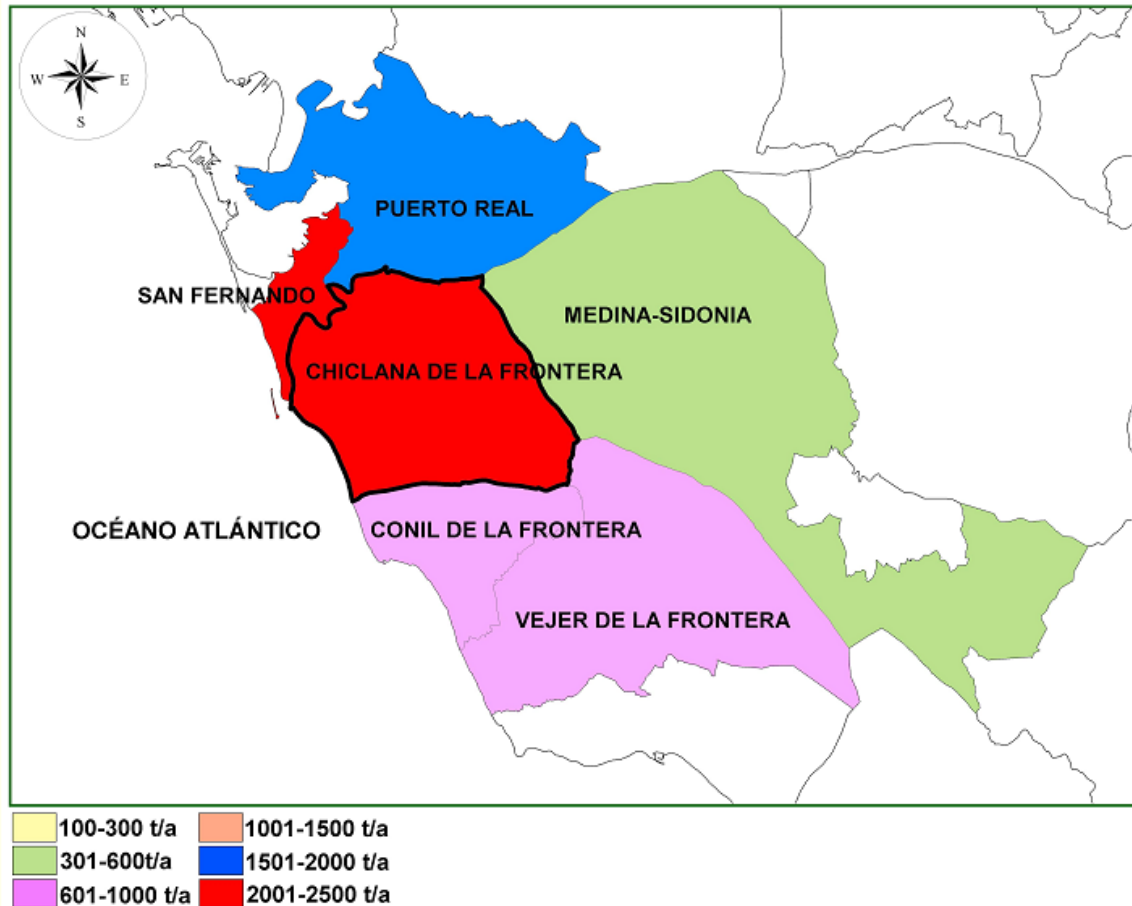 N
W E
S
PUERTO REAL
SAN FERNANDO
MEDINA-SIDONIA
CHICLANA DE LA FRONTERA
OCÉANO ATLÁNTICO
CONIL DE LA FRONTERA
VEJER DE LA FRONTERA
100-300 t/a
1001-1500 t/a
301-600t/a
1501-2000 t/a
601-1000 t/a
2001-2500 t/a